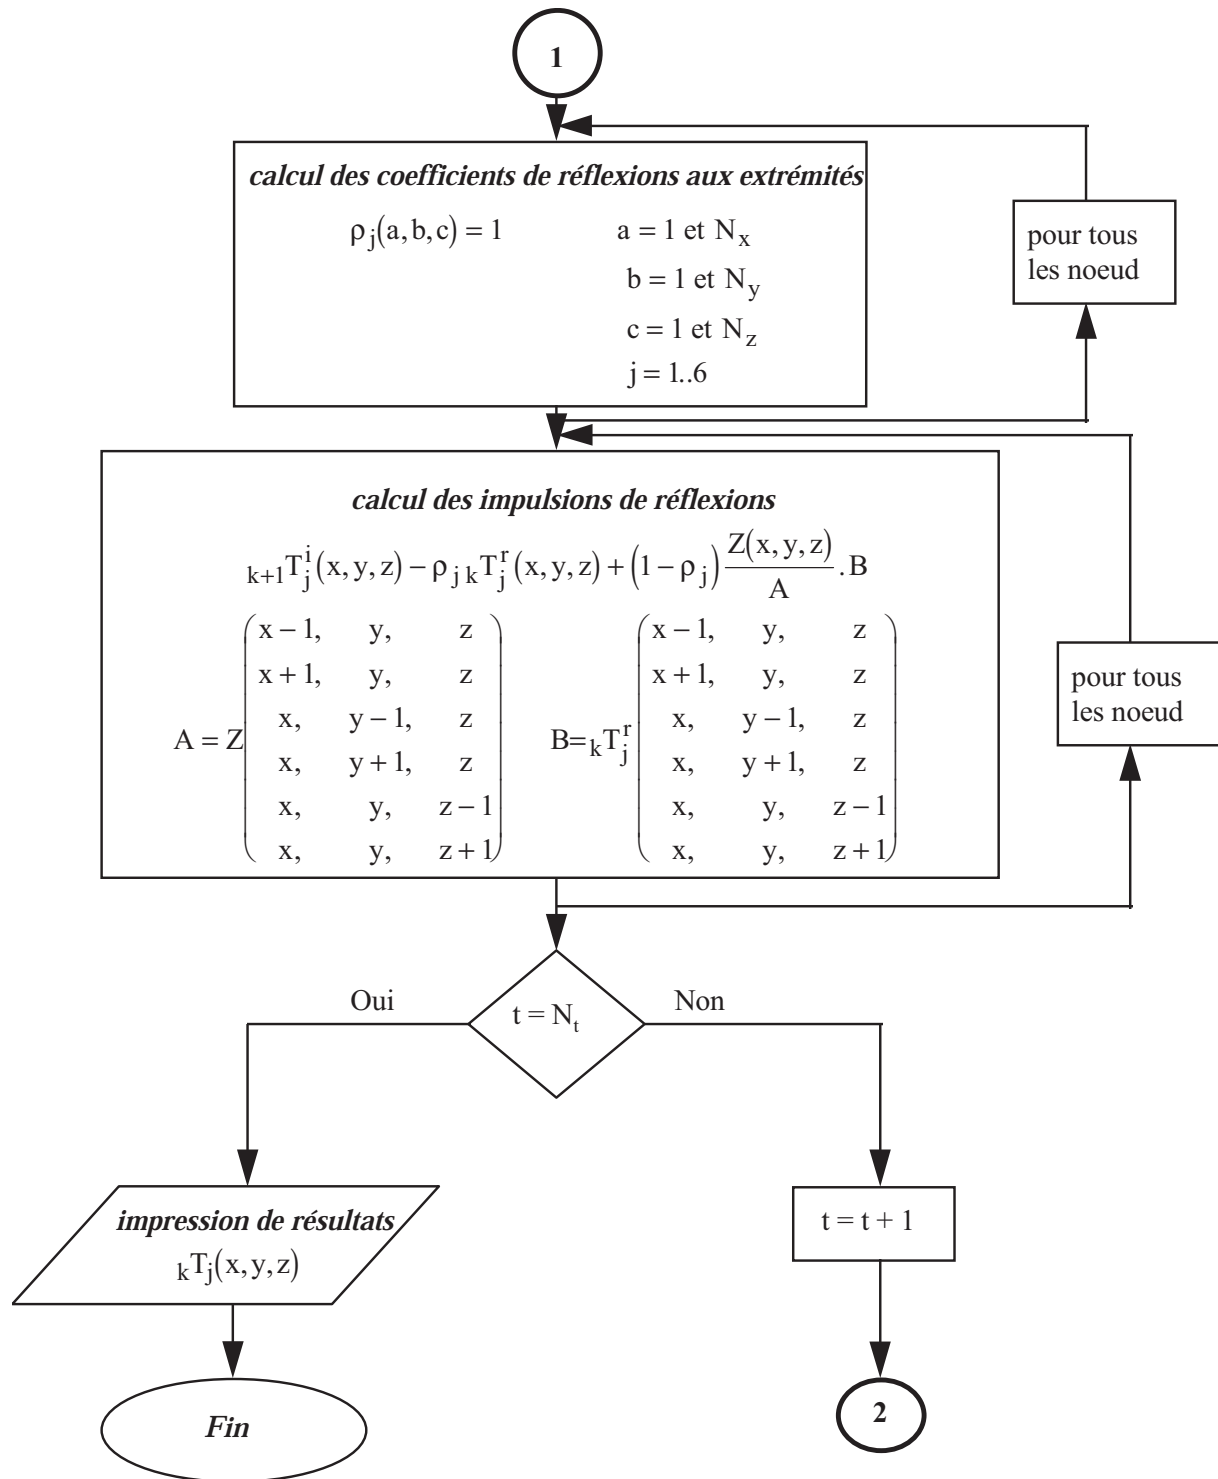 1
calcul des coefficients de réflexions aux extrémités
ρj(a,b,c) = 1 a = 1 et Nx
b = 1 et Ny
c = 1 et Nz
j = 1..6
pour tous
les noeud
calcul des impulsions de réflexions
k+1Tji(x,y,z) − ρj kTjr(x,y,z) + (1 − ρj) Z(x,y,z)/A . B
A = Z(x − 1, y, z
x + 1, y, z
x, y − 1, z
x, y + 1, z
x, y, z − 1
x, y, z + 1)
B=kTjr(x − 1, y, z
x + 1, y, z
x, y − 1, z
x, y + 1, z
x, y, z − 1
x, y, z + 1)
pour tous
les noeud
Oui
t = Nt
Non
impression de résultats
kTj(x,y,z)
t = t + 1
Fin
2